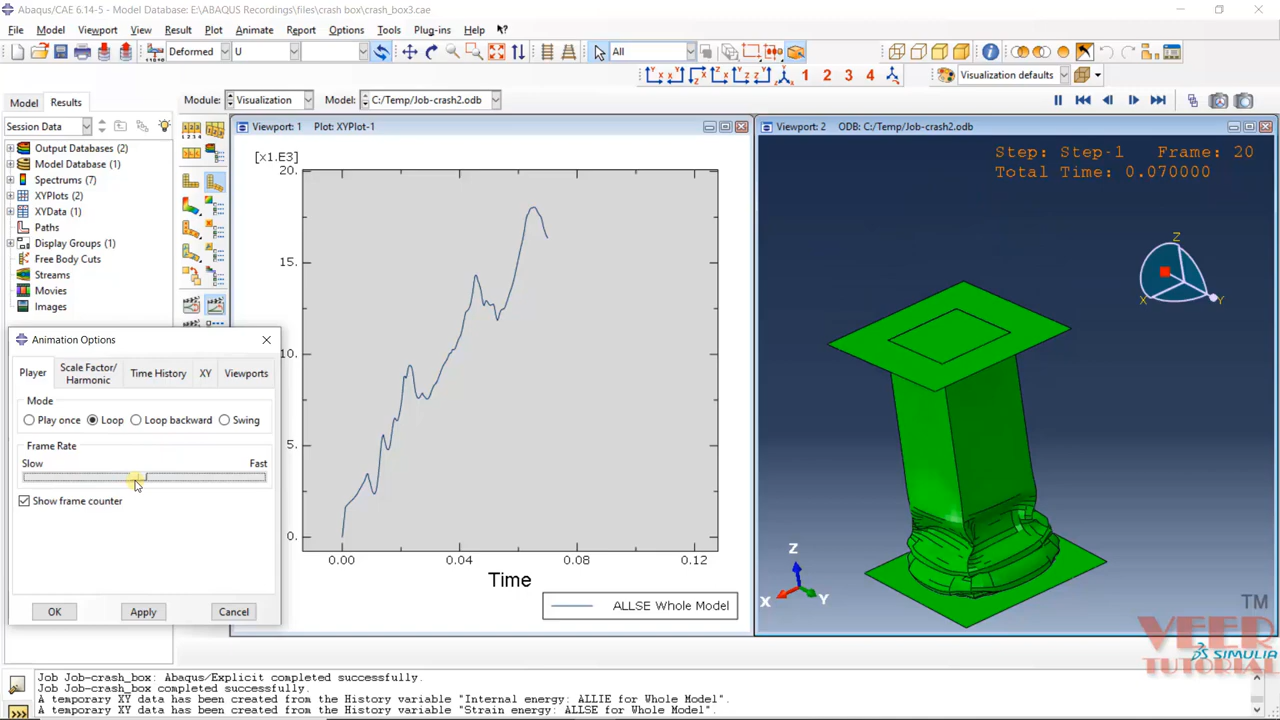 Abaqus/CAE 6.14-5 - Model Database: E:\ABAQUS Recordings\files\crash box\crash_box3.cae
File Model Viewport View Result Plot Animate Report Options Tools Plug-ins Help
Deformed U All
1 2 3 4 Visualization defaults
Model Results Module: Visualization Model: C:/Temp/Job-crash2.odb
Session Data
Output Databases (2)
Model Database (1)
Spectrums (7)
XYPlots (2)
XYData (1)
Paths
Display Groups (1)
Free Body Cuts
Streams
Movies
Images
Viewport: 1 Plot: XYPlot-1
[x1.E3]
20.
15.
10.
5.
0.
0.00 0.04 0.08 0.12
Time
ALLSE Whole Model
Viewport: 2 ODB: C:/Temp/Job-crash2.odb
Step: Step-1 Frame: 20
Total Time: 0.070000
Z
X
Y
Z
X
Y
Animation Options
Player Scale Factor/ Time History XY Viewports
Harmonic
Mode
Play once Loop Loop backward Swing
Frame Rate
Slow Fast
Show frame counter
OK Apply Cancel
TM
VEER
TUTORIAL
SIMULIA
Job Job-crash_box: Abaqus/Explicit completed successfully.
Job Job-crash_box completed successfully.
A temporary XY data has been created from the History variable "Internal energy: ALLIE for Whole Model".
A temporary XY data has been created from the History variable "Strain energy: ALLSE for Whole Model".
>>>